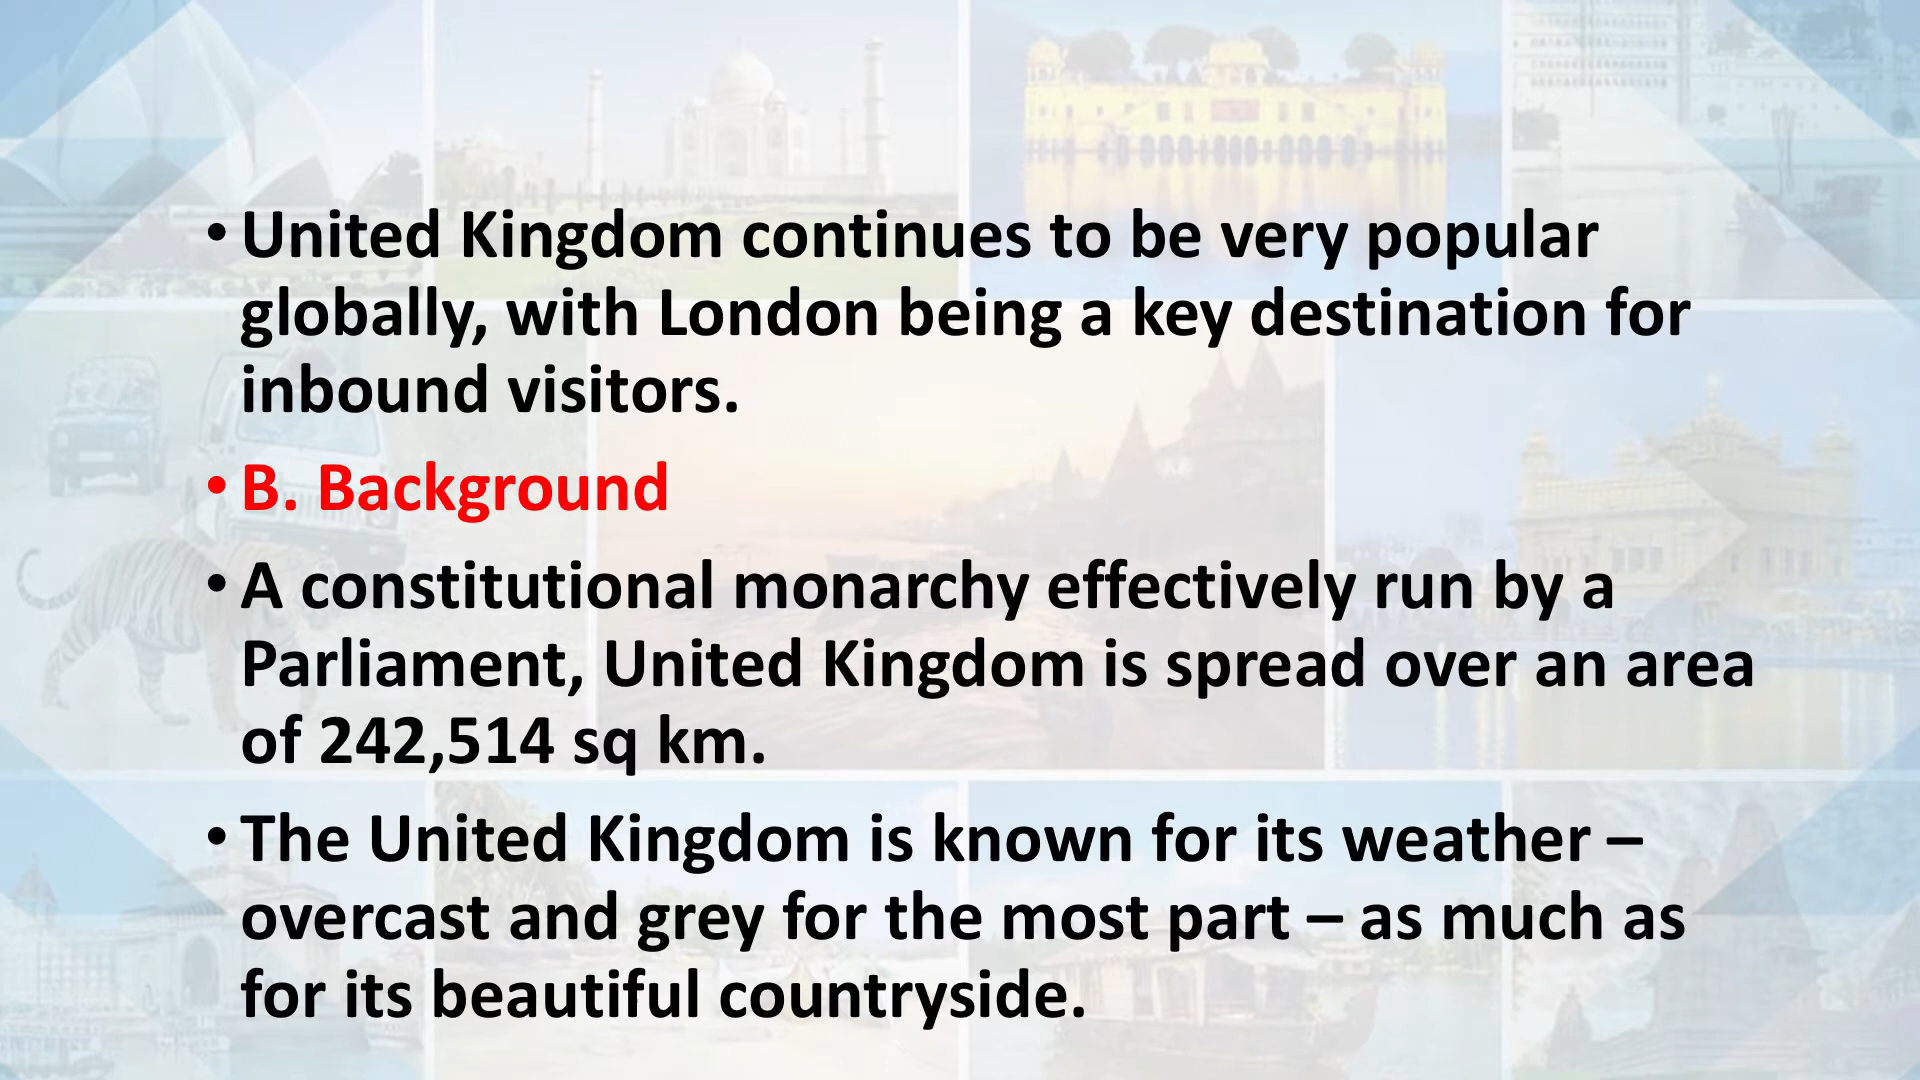 • United Kingdom continues to be very popular
globally, with London being a key destination for
inbound visitors.
• B. Background
• A constitutional monarchy effectively run by a
Parliament, United Kingdom is spread over an area
of 242,514 sq km.
• The United Kingdom is known for its weather –
overcast and grey for the most part – as much as
for its beautiful countryside.